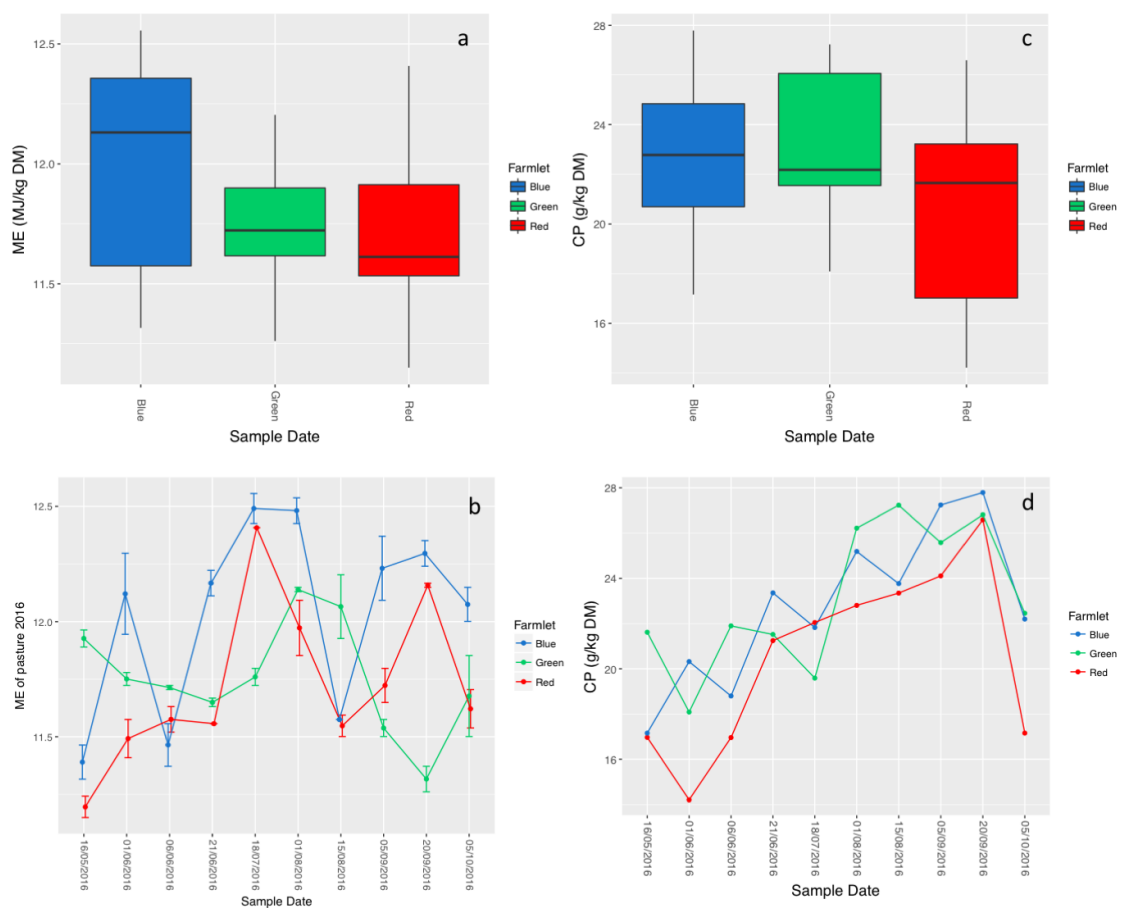 a
12.5
12.0
11.5
ME (MJ/kg DM)
Blue
Green
Red
Sample Date
Farmlet
Blue
Green
Red
c
28
24
20
16
CP (g/kg DM)
Blue
Green
Red
Sample Date
Farmlet
Blue
Green
Red
b
12.5
12.0
11.5
ME of pasture 2016
16/05/2016
01/06/2016
06/06/2016
21/06/2016
18/07/2016
01/08/2016
15/08/2016
05/09/2016
20/09/2016
05/10/2016
Sample Date
Farmlet
Blue
Green
Red
d
28
24
20
16
CP (g/kg DM)
16/05/2016
01/06/2016
06/06/2016
21/06/2016
18/07/2016
01/08/2016
15/08/2016
05/09/2016
20/09/2016
05/10/2016
Sample Date
Farmlet
Blue
Green
Red